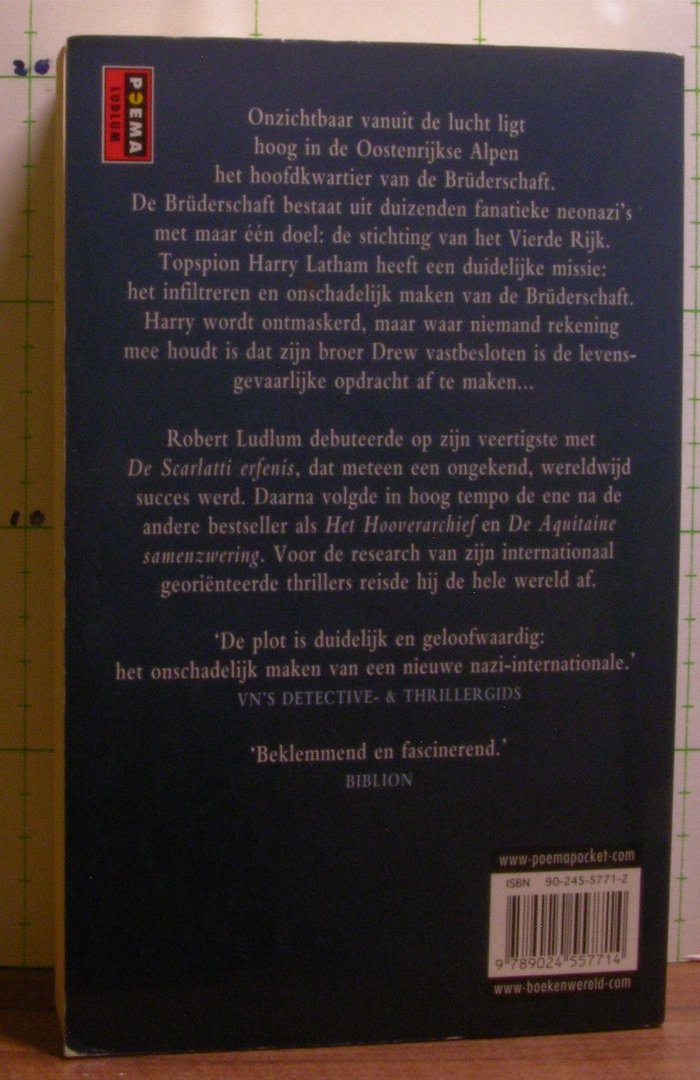 20
POEMA
LUDLUM
Onzichtbaar vanuit de lucht ligt
hoog in de Oostenrijkse Alpen
het hoofdkwartier van de Brüderschaft.
De Brüderschaft bestaat uit duizenden fanatieke neonazi's
met maar één doel: de stichting van het Vierde Rijk.
Topspion Harry Latham heeft een duidelijke missie:
het infiltreren en onschadelijk maken van de Brüderschaft.
Harry wordt ontmaskerd, maar waar niemand rekening
mee houdt is dat zijn broer Drew vastbesloten is de levens-
gevaarlijke opdracht af te maken...
Robert Ludlum debuteerde op zijn veertigste met
De Scarlatti erfenis, dat meteen een ongekend, wereldwijd
succes werd. Daarna volgde in hoog tempo de ene na de
andere bestseller als Het Hooverarchief en De Aquitaine
samenzwering. Voor de research van zijn internationaal
georiënteerde thrillers reisde hij de hele wereld af.
10
'De plot is duidelijk en geloofwaardig:
het onschadelijk maken van een nieuwe nazi-internationale.'
VN'S DETECTIVE- & THRILLERGIDS
'Beklemmend en fascinerend.'
BIBLION
www.poemapocket.com
ISBN 90-245-5771-2
9 789024 557714
www.boekenwereld.com